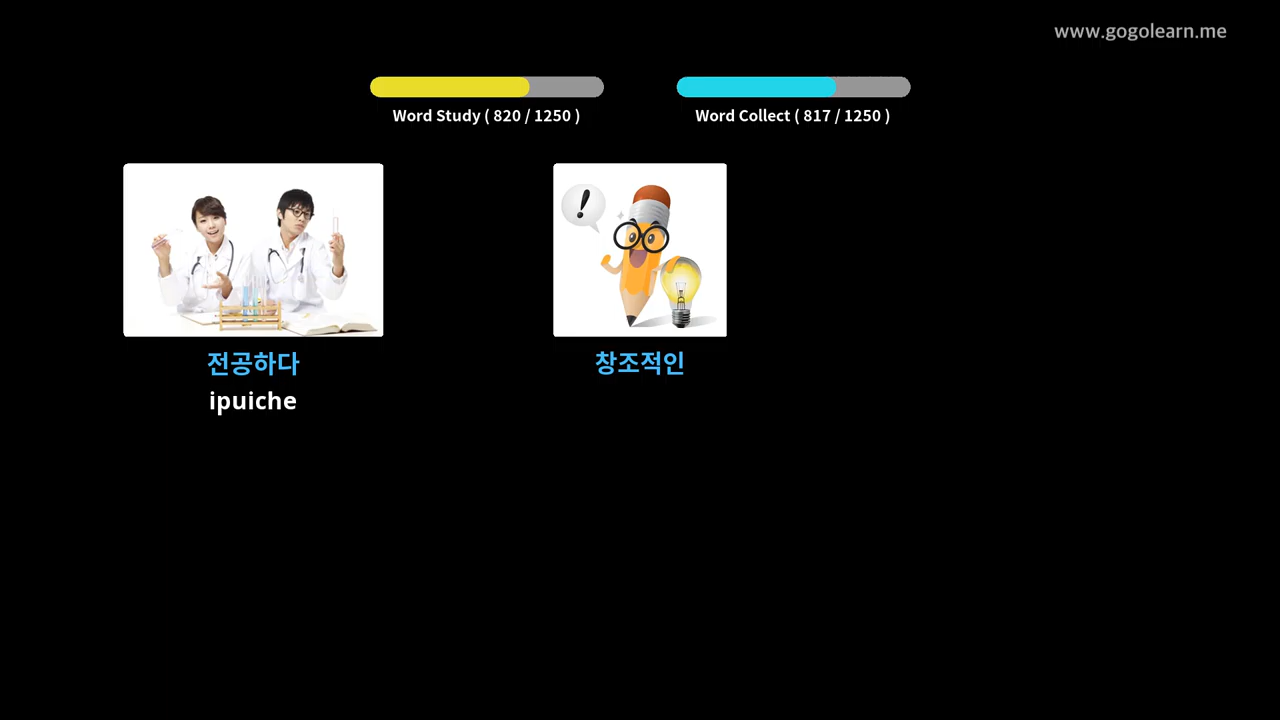 www.gogolearn.me
Word Study ( 820 / 1250 )
Word Collect ( 817 / 1250 )
전공하다
창조적인
ipuiche